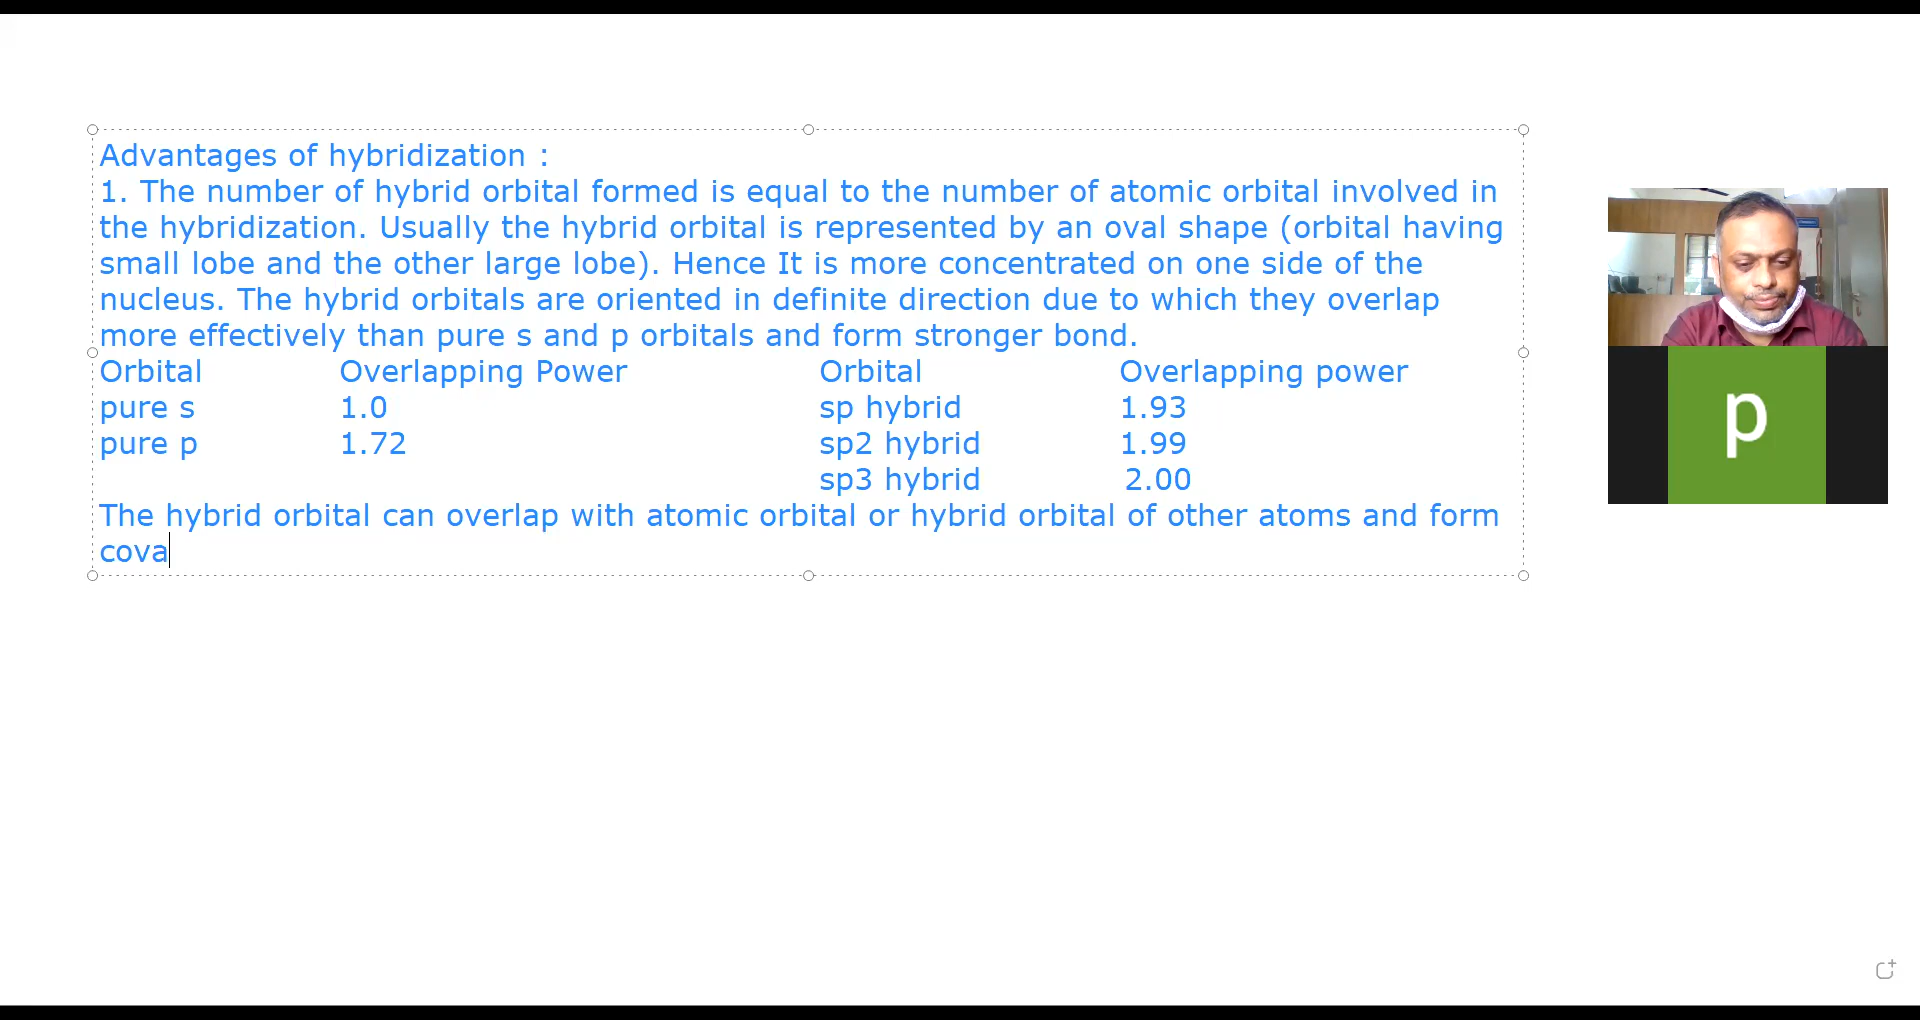 Advantages of hybridization :
1. The number of hybrid orbital formed is equal to the number of atomic orbital involved in
the hybridization. Usually the hybrid orbital is represented by an oval shape (orbital having
small lobe and the other large lobe). Hence It is more concentrated on one side of the
nucleus. The hybrid orbitals are oriented in definite direction due to which they overlap
more effectively than pure s and p orbitals and form stronger bond.
Orbital Overlapping Power Orbital Overlapping power
pure s 1.0 sp hybrid 1.93
pure p 1.72 sp2 hybrid 1.99
sp3 hybrid 2.00
The hybrid orbital can overlap with atomic orbital or hybrid orbital of other atoms and form
cova
p